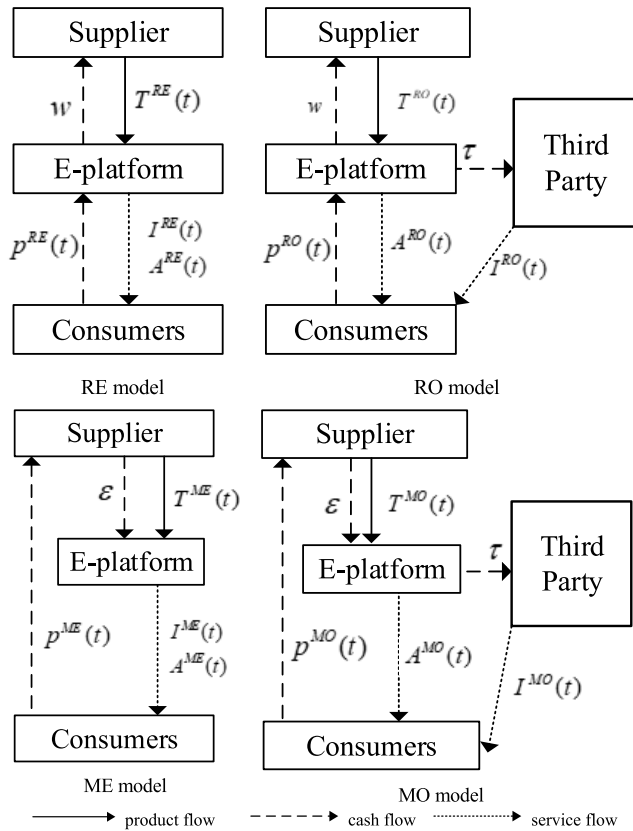 Supplier
w
T^{RE}(t)
E-platform
p^{RE}(t)
I^{RE}(t)
A^{RE}(t)
Consumers
RE model
Supplier
w
T^{RO}(t)
E-platform
τ
Third
Party
p^{RO}(t)
A^{RO}(t)
I^{RO}(t)
Consumers
RO model
Supplier
ε
T^{ME}(t)
E-platform
p^{ME}(t)
I^{ME}(t)
A^{ME}(t)
Consumers
ME model
Supplier
ε
T^{MO}(t)
E-platform
τ
Third
Party
p^{MO}(t)
A^{MO}(t)
I^{MO}(t)
Consumers
MO model
product flow
cash flow
service flow